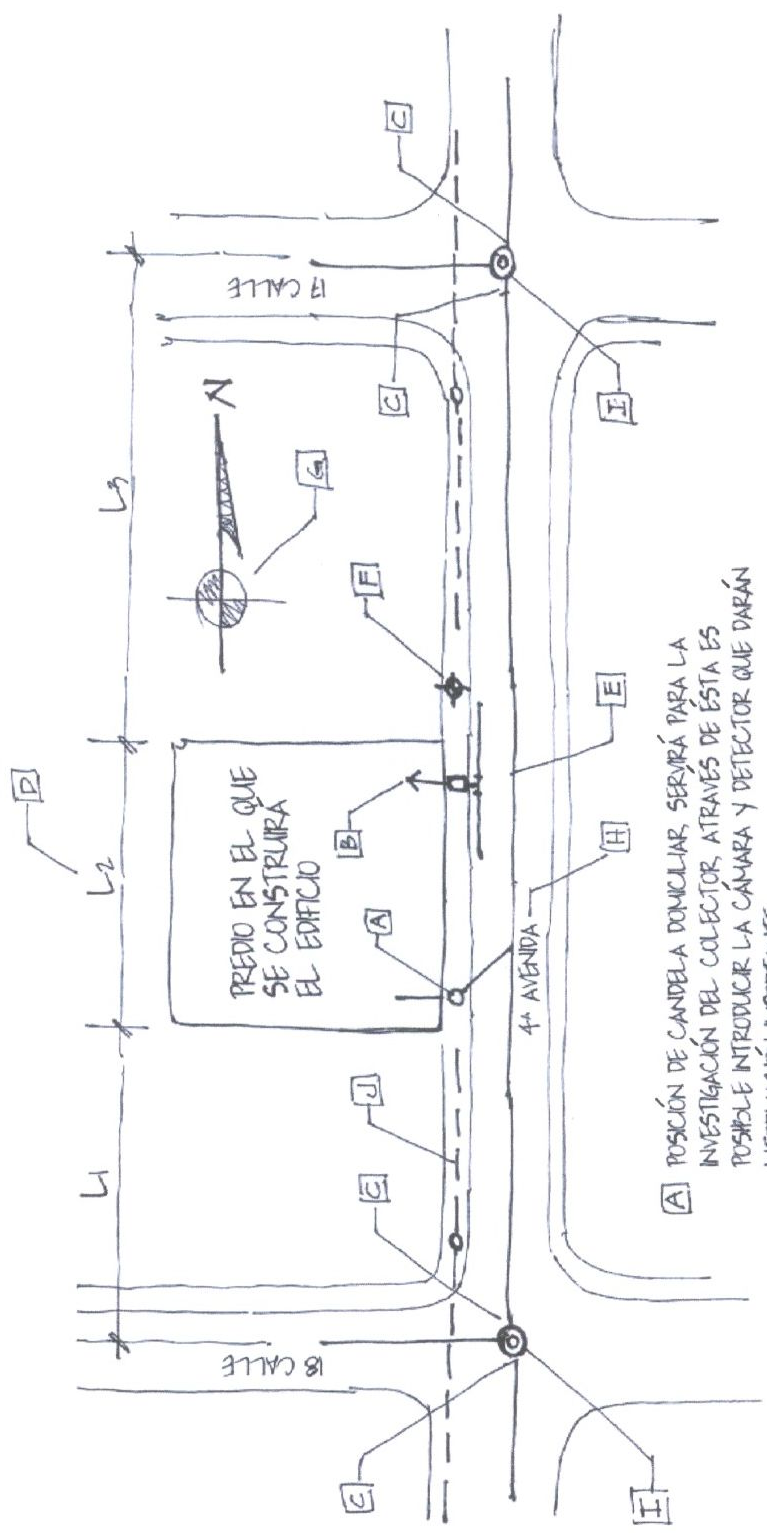 D
L1
L2
L3
18 CALLE
17 CALLE
N
G
PREDIO EN EL QUE
SE CONSTRUIRÁ
EL EDIFICIO
A
B
F
J
C
C
C
C
E
H
4A AVENIDA
I
I
A POSICIÓN DE CANDELA DOMICILIAR, SERVIRÁ PARA LA
INVESTIGACIÓN DEL COLECTOR, ATRAVES DE ÉSTA ES
POSIBLE INTRODUCIR LA CÁMARA Y DETECTOR QUE DARÁN